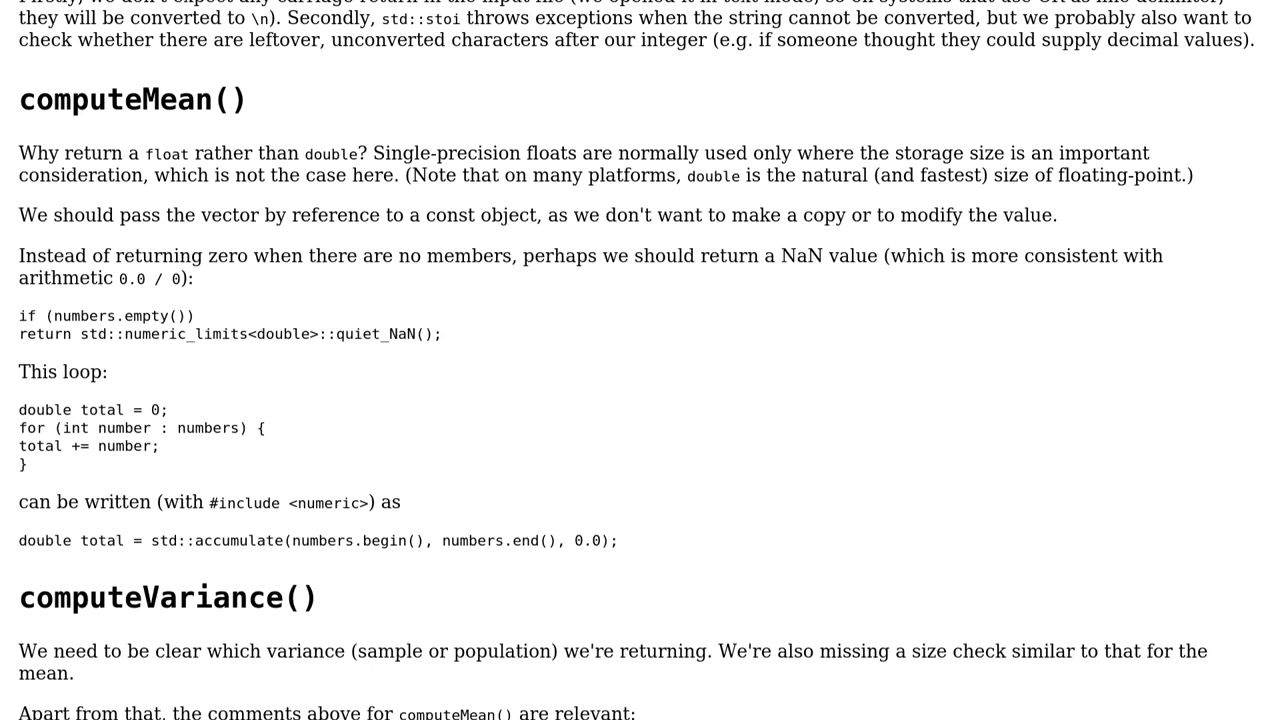 they will be converted to \n). Secondly, std::stoi throws exceptions when the string cannot be converted, but we probably also want to
check whether there are leftover, unconverted characters after our integer (e.g. if someone thought they could supply decimal values).
computeMean()
Why return a float rather than double? Single-precision floats are normally used only where the storage size is an important
consideration, which is not the case here. (Note that on many platforms, double is the natural (and fastest) size of floating-point.)
We should pass the vector by reference to a const object, as we don't want to make a copy or to modify the value.
Instead of returning zero when there are no members, perhaps we should return a NaN value (which is more consistent with
arithmetic 0.0 / 0):
if (numbers.empty())
return std::numeric_limits<double>::quiet_NaN();
This loop:
double total = 0;
for (int number : numbers) {
total += number;
}
can be written (with #include <numeric>) as
double total = std::accumulate(numbers.begin(), numbers.end(), 0.0);
computeVariance()
We need to be clear which variance (sample or population) we're returning. We're also missing a size check similar to that for the
mean.
Apart from that, the comments above for computeMean() are relevant: